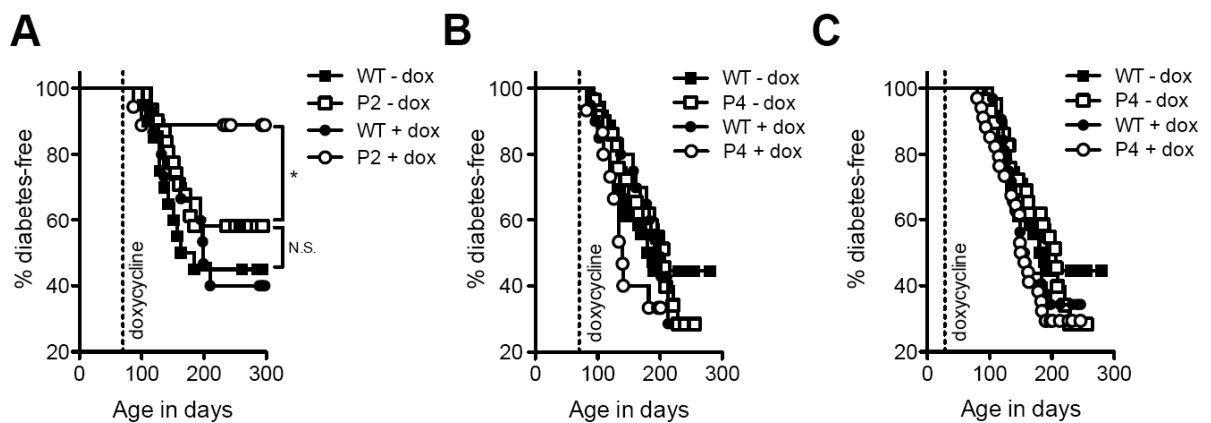 A
WT - dox
P2 - dox
WT + dox
P2 + dox
100
80
60
40
20
% diabetes-free
doxycycline
*
N.S.
0
100
200
300
Age in days
B
WT - dox
P4 - dox
WT + dox
P4 + dox
100
80
60
40
20
% diabetes-free
doxycycline
0
100
200
300
Age in days
C
WT - dox
P4 - dox
WT + dox
P4 + dox
100
80
60
40
20
% diabetes-free
doxycycline
0
100
200
300
Age in days